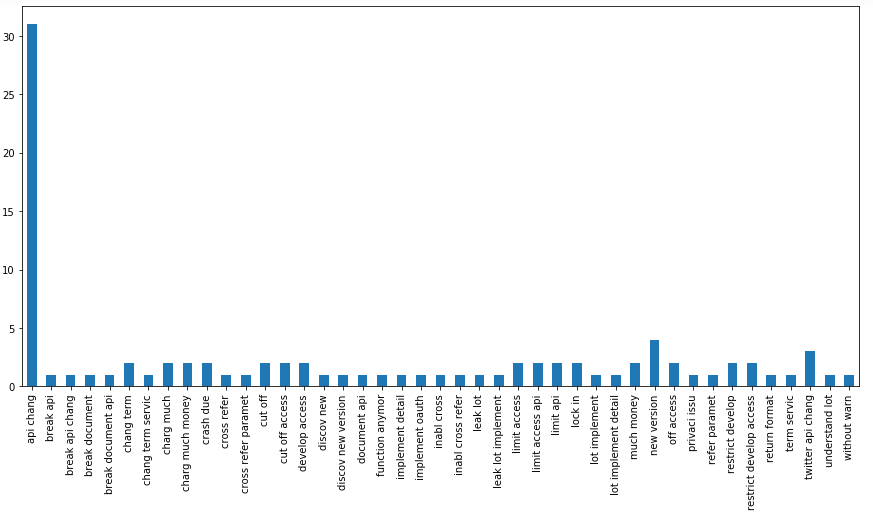 30
25
20
15
10
5
0
api chang
break api
break api chang
break document
break document api
chang term
chang term servic
charg much
charg much money
crash due
cross refer
cross refer paramet
cut off
cut off access
develop access
discov new
discov new version
document api
function anymor
implement detail
implement oauth
inabl cross
inabl cross refer
leak lot
leak lot implement
limit access
limit access api
limit api
lock in
lot implement
lot implement detail
much money
new version
off access
privaci issu
refer paramet
restrict develop
restrict develop access
return format
term servic
twitter api chang
understand lot
without warn